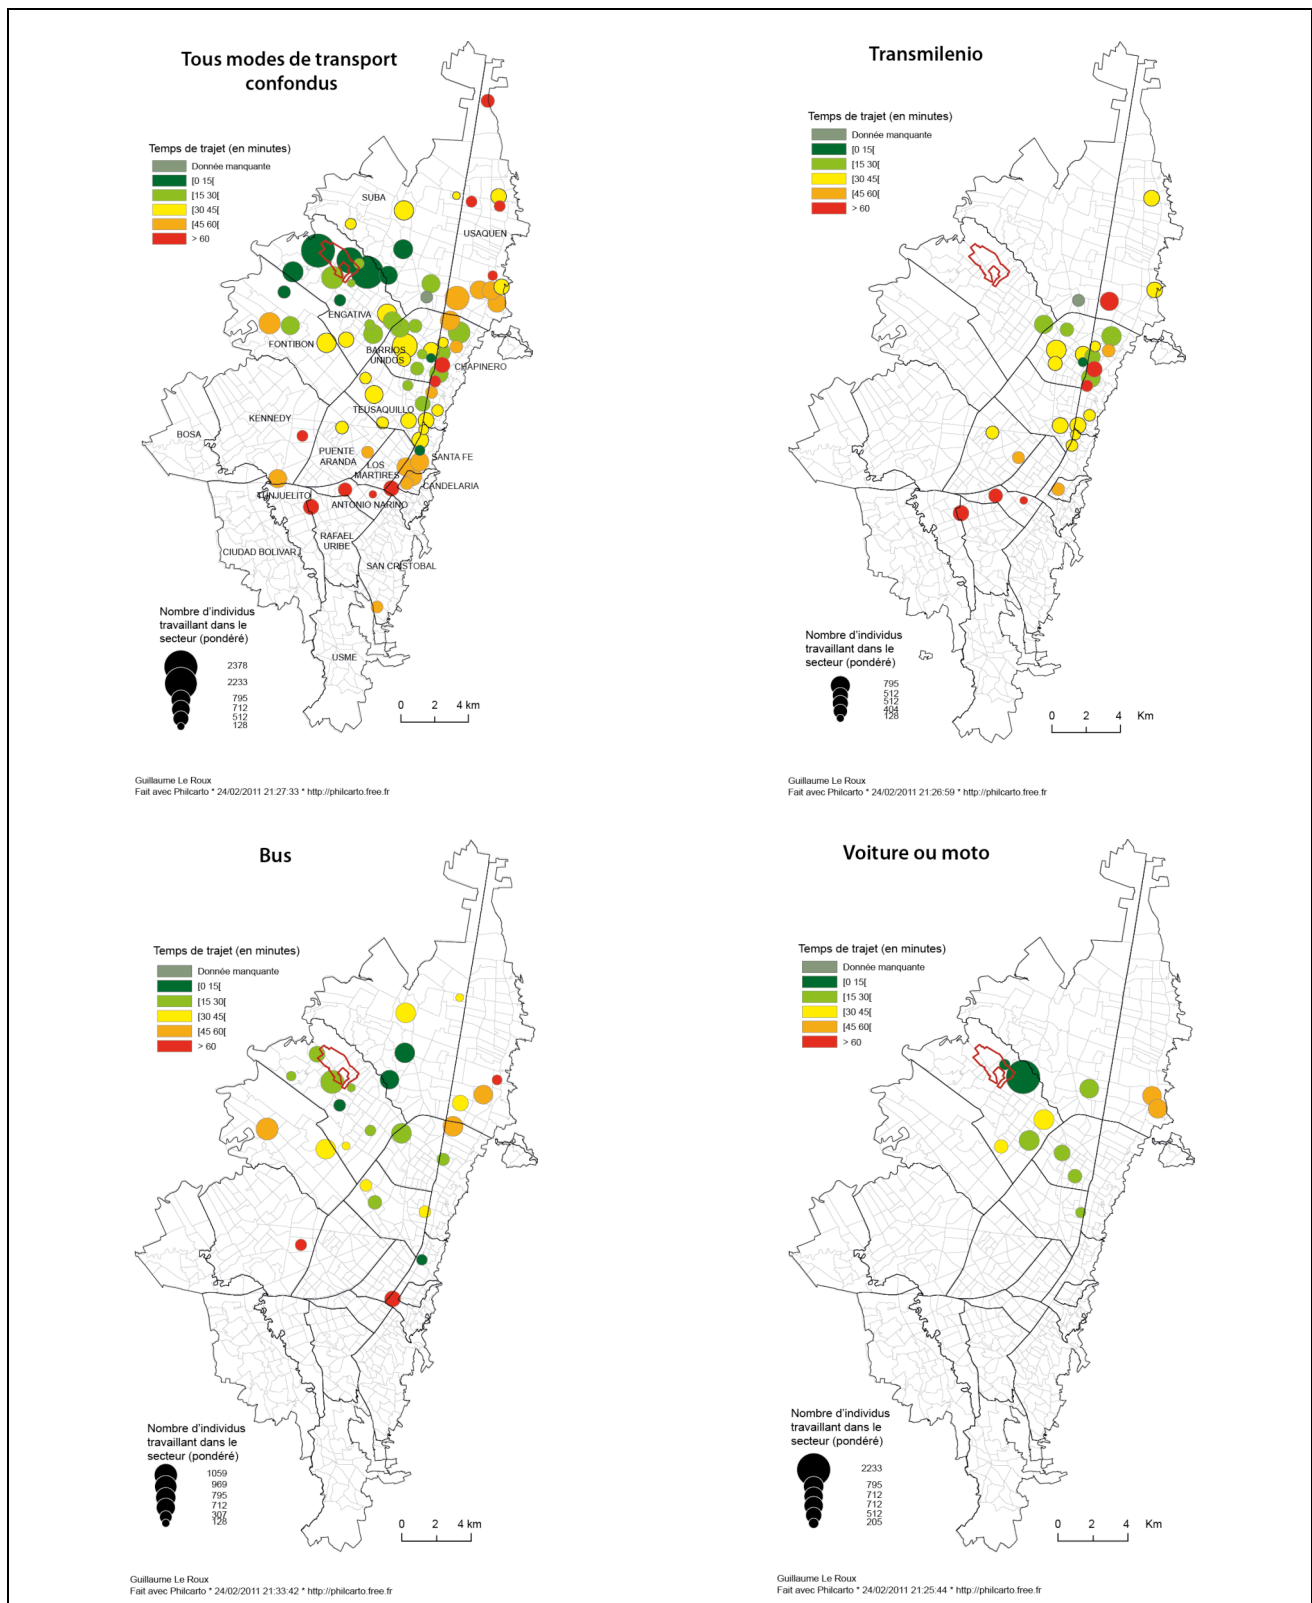 Tous modes de transport
confondus
Temps de trajet (en minutes)
Donnée manquante
[0 15[
[15 30[
[30 45[
[45 60[
> 60
SUBA
USAQUEN
ENGATIVA
FONTIBON
BARRIOS
UNIDOS
CHAPINERO
TEUSAQUILLO
KENNEDY
BOSA
PUENTE
ARANDA
LOS
MARTIRES
SANTA FE
CANDELARIA
TUNJUELITO
ANTONIO NARINO
RAFAEL
URIBE
CIUDAD BOLIVAR
SAN CRISTOBAL
USME
Nombre d'individus
travaillant dans le
secteur (pondéré)
2378
2233
795
712
512
128
0 2 4 km
Guillaume Le Roux
Fait avec Philcarto * 24/02/2011 21:27:33 * http://philcarto.free.fr
Transmilenio
Temps de trajet (en minutes)
Donnée manquante
[0 15[
[15 30[
[30 45[
[45 60[
> 60
Nombre d'individus
travaillant dans le
secteur (pondéré)
795
512
512
404
128
0 2 4 Km
Guillaume Le Roux
Fait avec Philcarto * 24/02/2011 21:26:59 * http://philcarto.free.fr
Bus
Temps de trajet (en minutes)
Donnée manquante
[0 15[
[15 30[
[30 45[
[45 60[
> 60
Nombre d'individus
travaillant dans le
secteur (pondéré)
1059
969
795
712
307
128
0 2 4 km
Guillaume Le Roux
Fait avec Philcarto * 24/02/2011 21:33:42 * http://philcarto.free.fr
Voiture ou moto
Temps de trajet (en minutes)
Donnée manquante
[0 15[
[15 30[
[30 45[
[45 60[
> 60
Nombre d'individus
travaillant dans le
secteur (pondéré)
2233
795
712
712
512
205
0 2 4 Km
Guillaume Le Roux
Fait avec Philcarto * 24/02/2011 21:25:44 * http://philcarto.free.fr